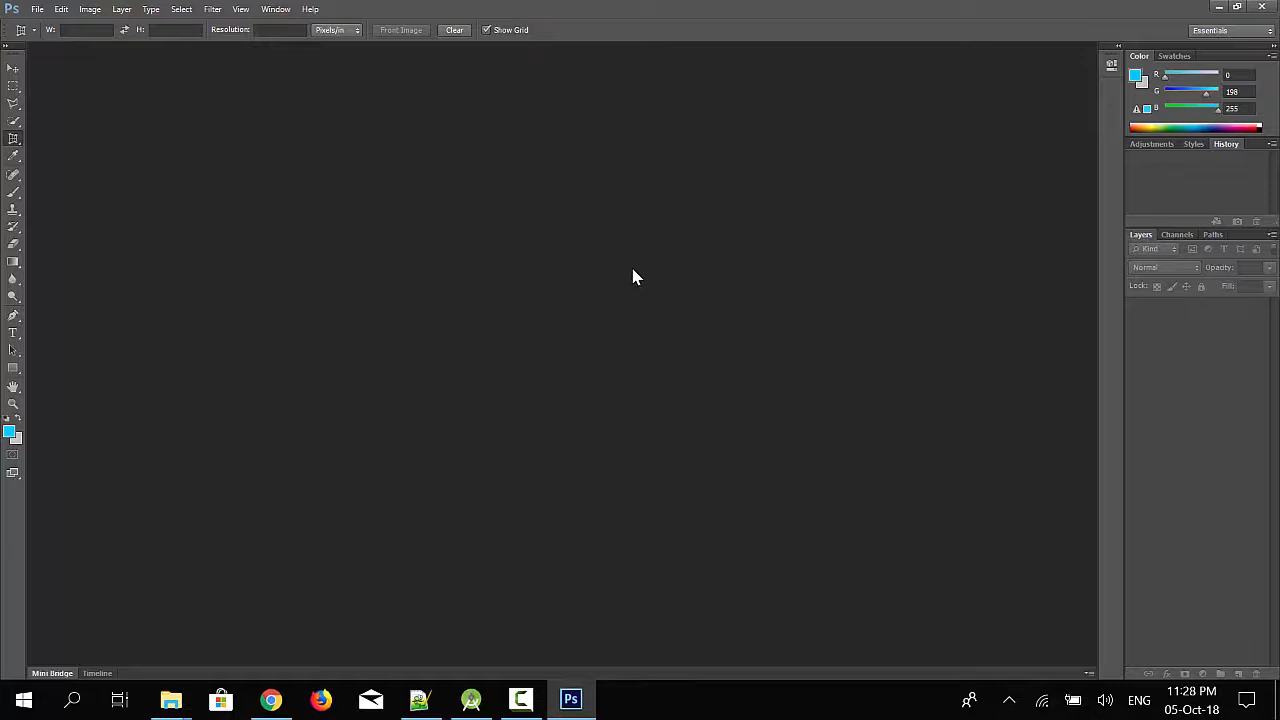 Ps File Edit Image Layer Type Select Filter View Window Help
W: H: Resolution: Pixels/in Front Image Clear Show Grid Essentials
Color Swatches
R 0
G 198
B 255
Adjustments Styles History
Layers Channels Paths
Kind T
Normal Opacity:
Lock: Fill:
T
Mini Bridge Timeline
Ps ENG 11:28 PM
05-Oct-18